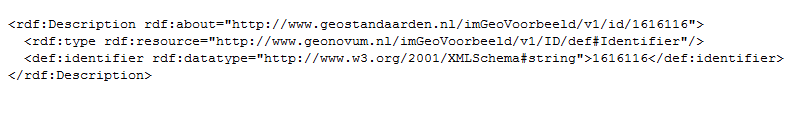 <rdf:Description rdf:about="http://www.geostandaarden.nl/imGeoVoorbeeld/v1/id/1616116">
<rdf:type rdf:resource="http://www.geonovum.nl/imGeoVoorbeeld/v1/ID/def#Identifier"/>
<def:identifier rdf:datatype="http://www.w3.org/2001/XMLSchema#string">1616116</def:identifier>
</rdf:Description>